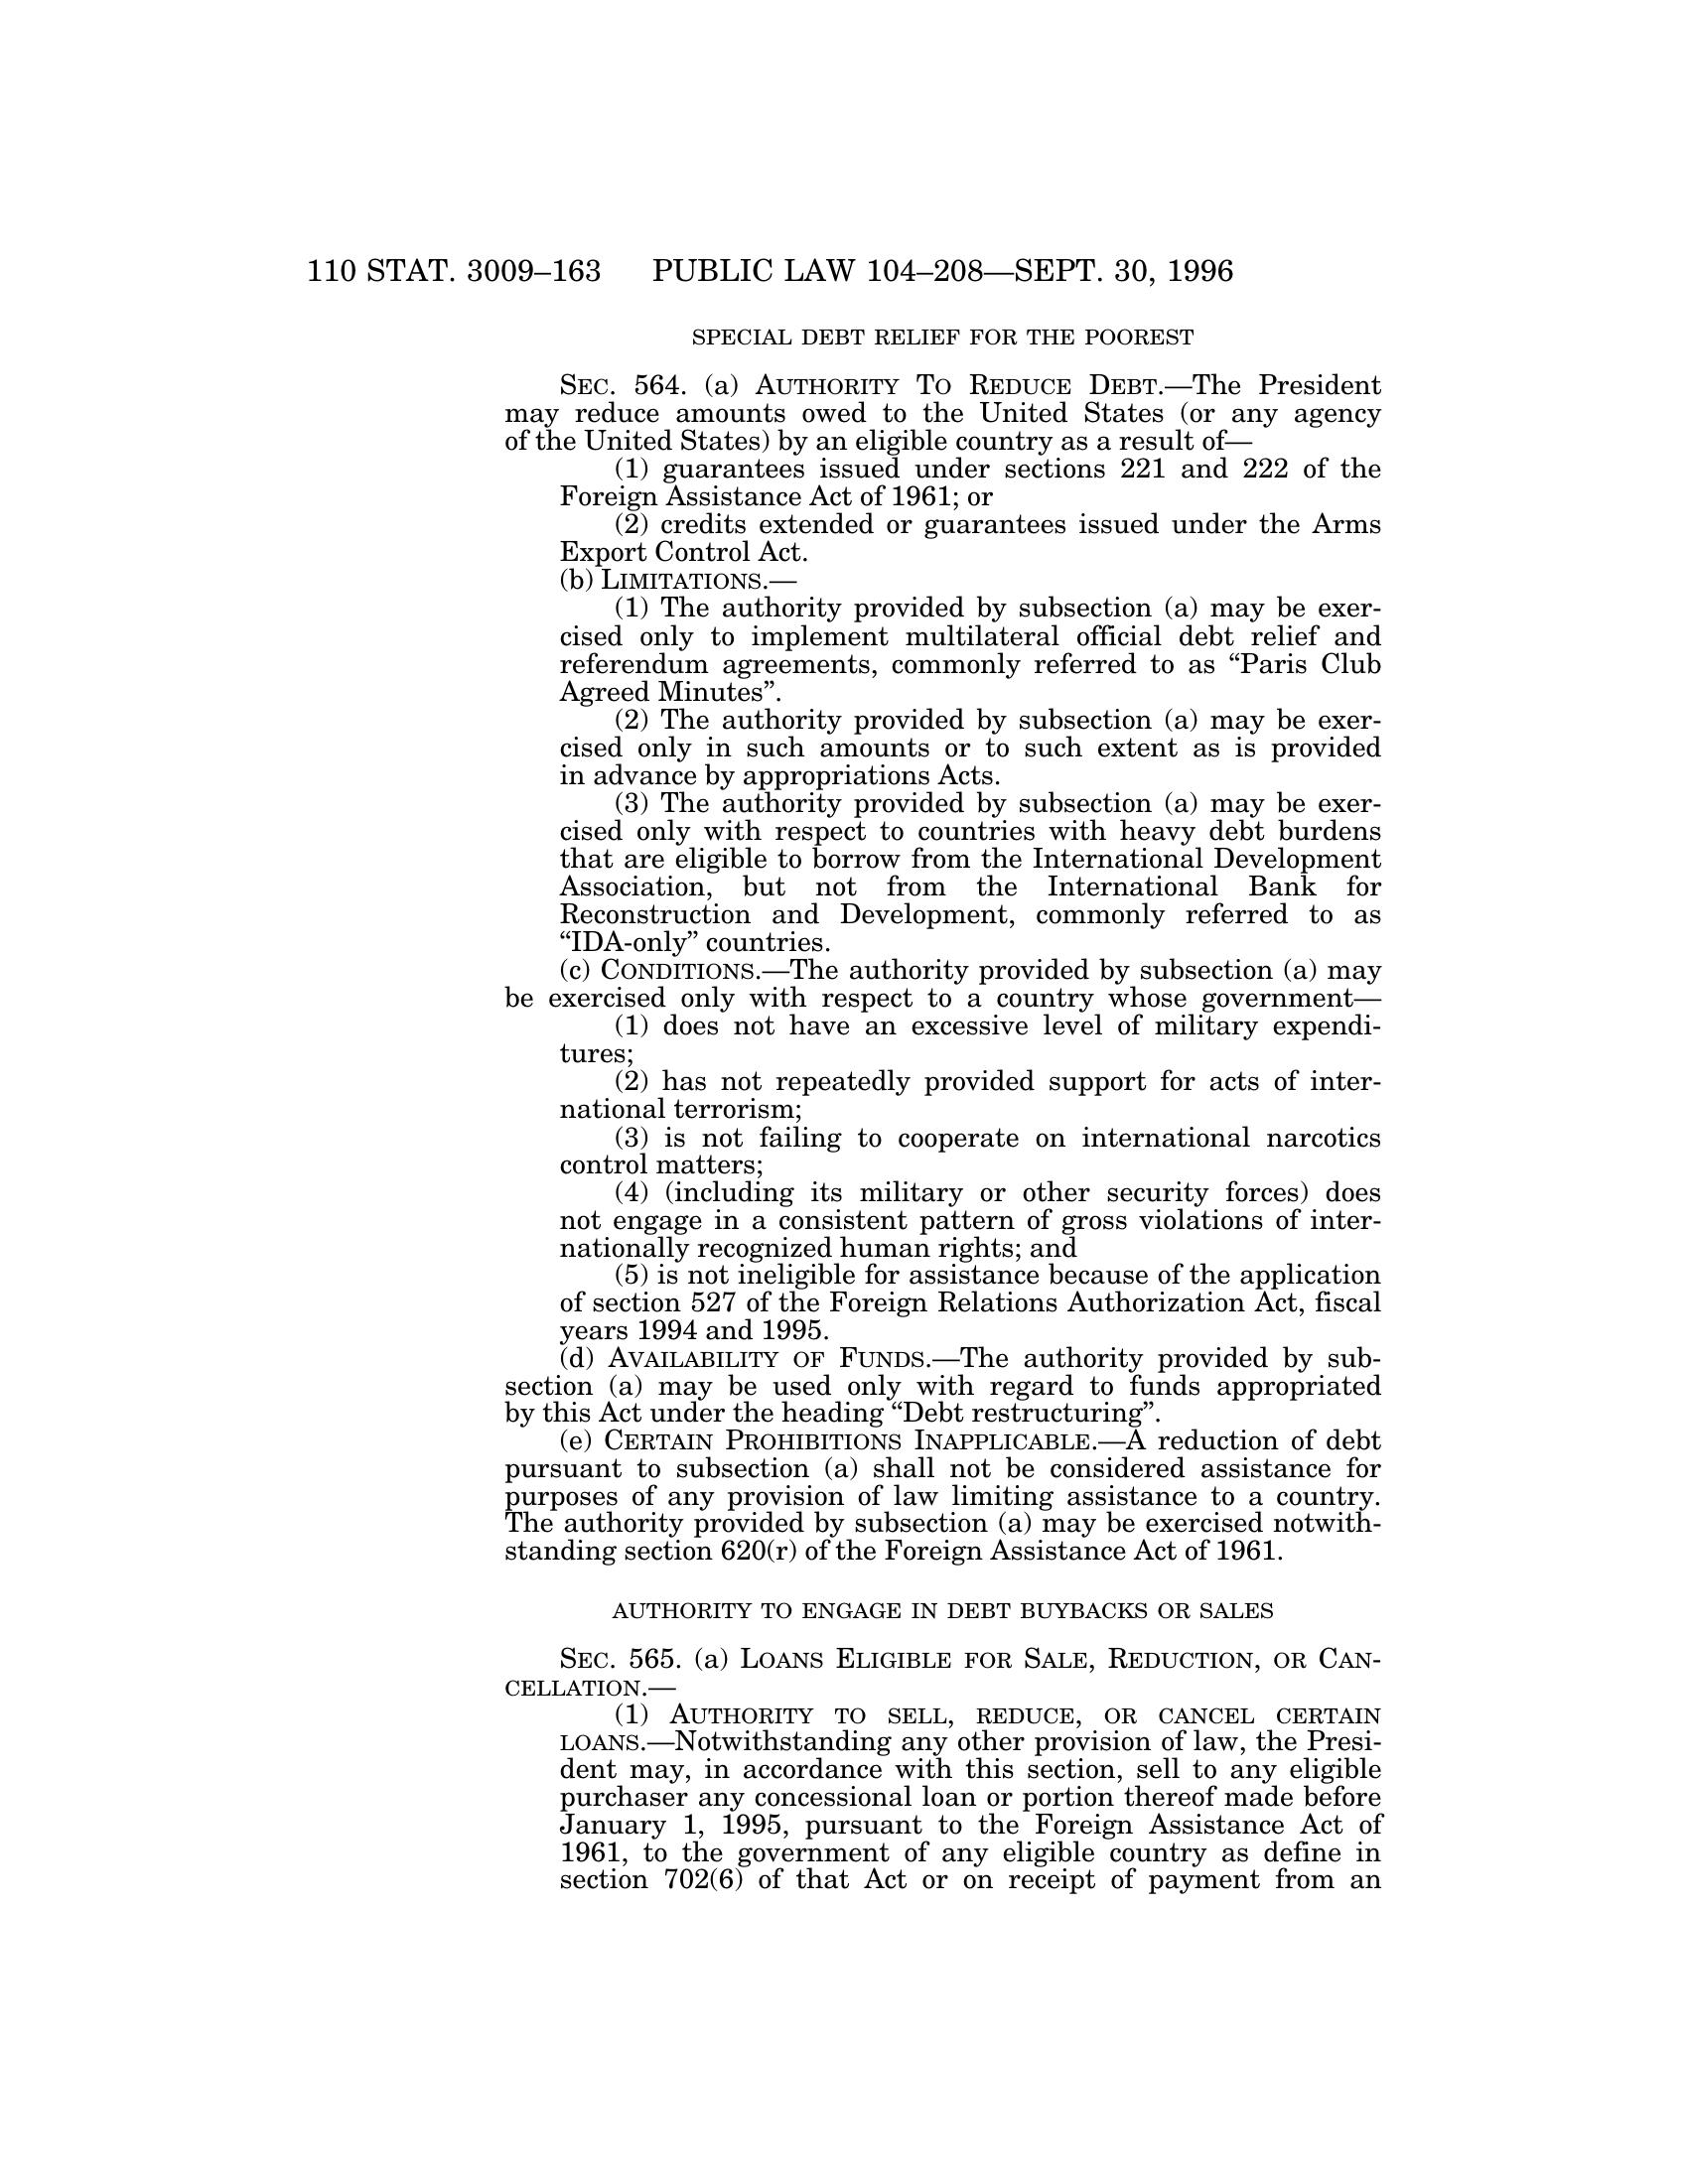 110 STAT. 3009–163 PUBLIC LAW 104–208—SEPT. 30, 1996
SPECIAL DEBT RELIEF FOR THE POOREST
SEC. 564. (a) AUTHORITY TO REDUCE DEBT.—The President
may reduce amounts owed to the United States (or any agency
of the United States) by an eligible country as a result of—
(1) guarantees issued under sections 221 and 222 of the
Foreign Assistance Act of 1961; or
(2) credits extended or guarantees issued under the Arms
Export Control Act.
(b) LIMITATIONS.—
(1) The authority provided by subsection (a) may be exer-
cised only to implement multilateral official debt relief and
referendum agreements, commonly referred to as “Paris Club
Agreed Minutes”.
(2) The authority provided by subsection (a) may be exer-
cised only in such amounts or to such extent as is provided
in advance by appropriations Acts.
(3) The authority provided by subsection (a) may be exer-
cised only with respect to countries with heavy debt burdens
that are eligible to borrow from the International Development
Association, but not from the International Bank for
Reconstruction and Development, commonly referred to as
“IDA-only” countries.
(c) CONDITIONS.—The authority provided by subsection (a) may
be exercised only with respect to a country whose government—
(1) does not have an excessive level of military expendi-
tures;
(2) has not repeatedly provided support for acts of inter-
national terrorism;
(3) is not failing to cooperate on international narcotics
control matters;
(4) (including its military or other security forces) does
not engage in a consistent pattern of gross violations of inter-
nationally recognized human rights; and
(5) is not ineligible for assistance because of the application
of section 527 of the Foreign Relations Authorization Act, fiscal
years 1994 and 1995.
(d) AVAILABILITY OF FUNDS.—The authority provided by sub-
section (a) may be used only with regard to funds appropriated
by this Act under the heading “Debt restructuring”.
(e) CERTAIN PROHIBITIONS INAPPLICABLE.—A reduction of debt
pursuant to subsection (a) shall not be considered assistance for
purposes of any provision of law limiting assistance to a country.
The authority provided by subsection (a) may be exercised notwith-
standing section 620(r) of the Foreign Assistance Act of 1961.
AUTHORITY TO ENGAGE IN DEBT BUYBACKS OR SALES
SEC. 565. (a) LOANS ELIGIBLE FOR SALE, REDUCTION, OR CAN-
CELLATION.—
(1) AUTHORITY TO SELL, REDUCE, OR CANCEL CERTAIN
LOANS.—Notwithstanding any other provision of law, the Presi-
dent may, in accordance with this section, sell to any eligible
purchaser any concessional loan or portion thereof made before
January 1, 1995, pursuant to the Foreign Assistance Act of
1961, to the government of any eligible country as define in
section 702(6) of that Act or on receipt of payment from an